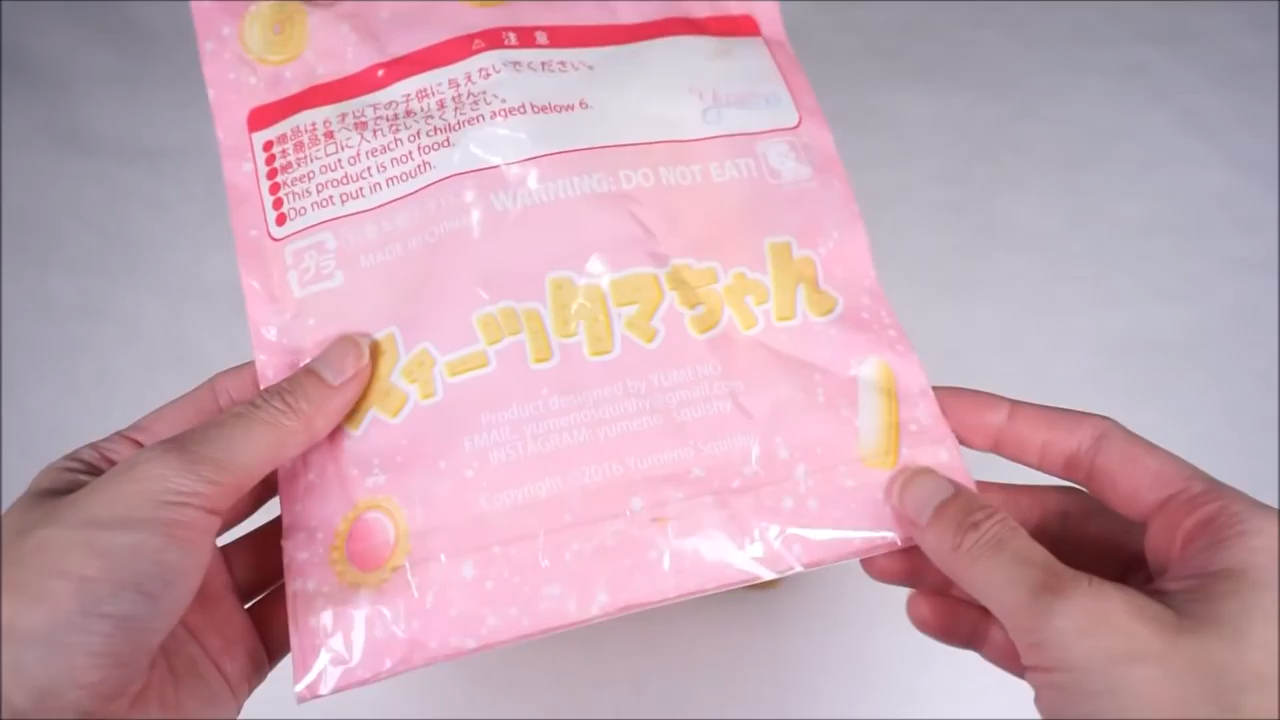 ⚠ 注意
●商品は6才以下の子供に与えないでください。
●本商品食べ物ではありません。
●絶対に口に入れないでください。
●Keep out of reach of children aged below 6.
●This product is not food.
●Do not put in mouth.
WARNING: DO NOT EAT!
プラ
MADE IN CHINA
スィーツタマちゃん
Product designed by YUMENO
EMAIL. yumenosquishy@gmail.com
INSTAGRAM: yumeno_squishy
Copyright © 2016 Yumeno Squishy